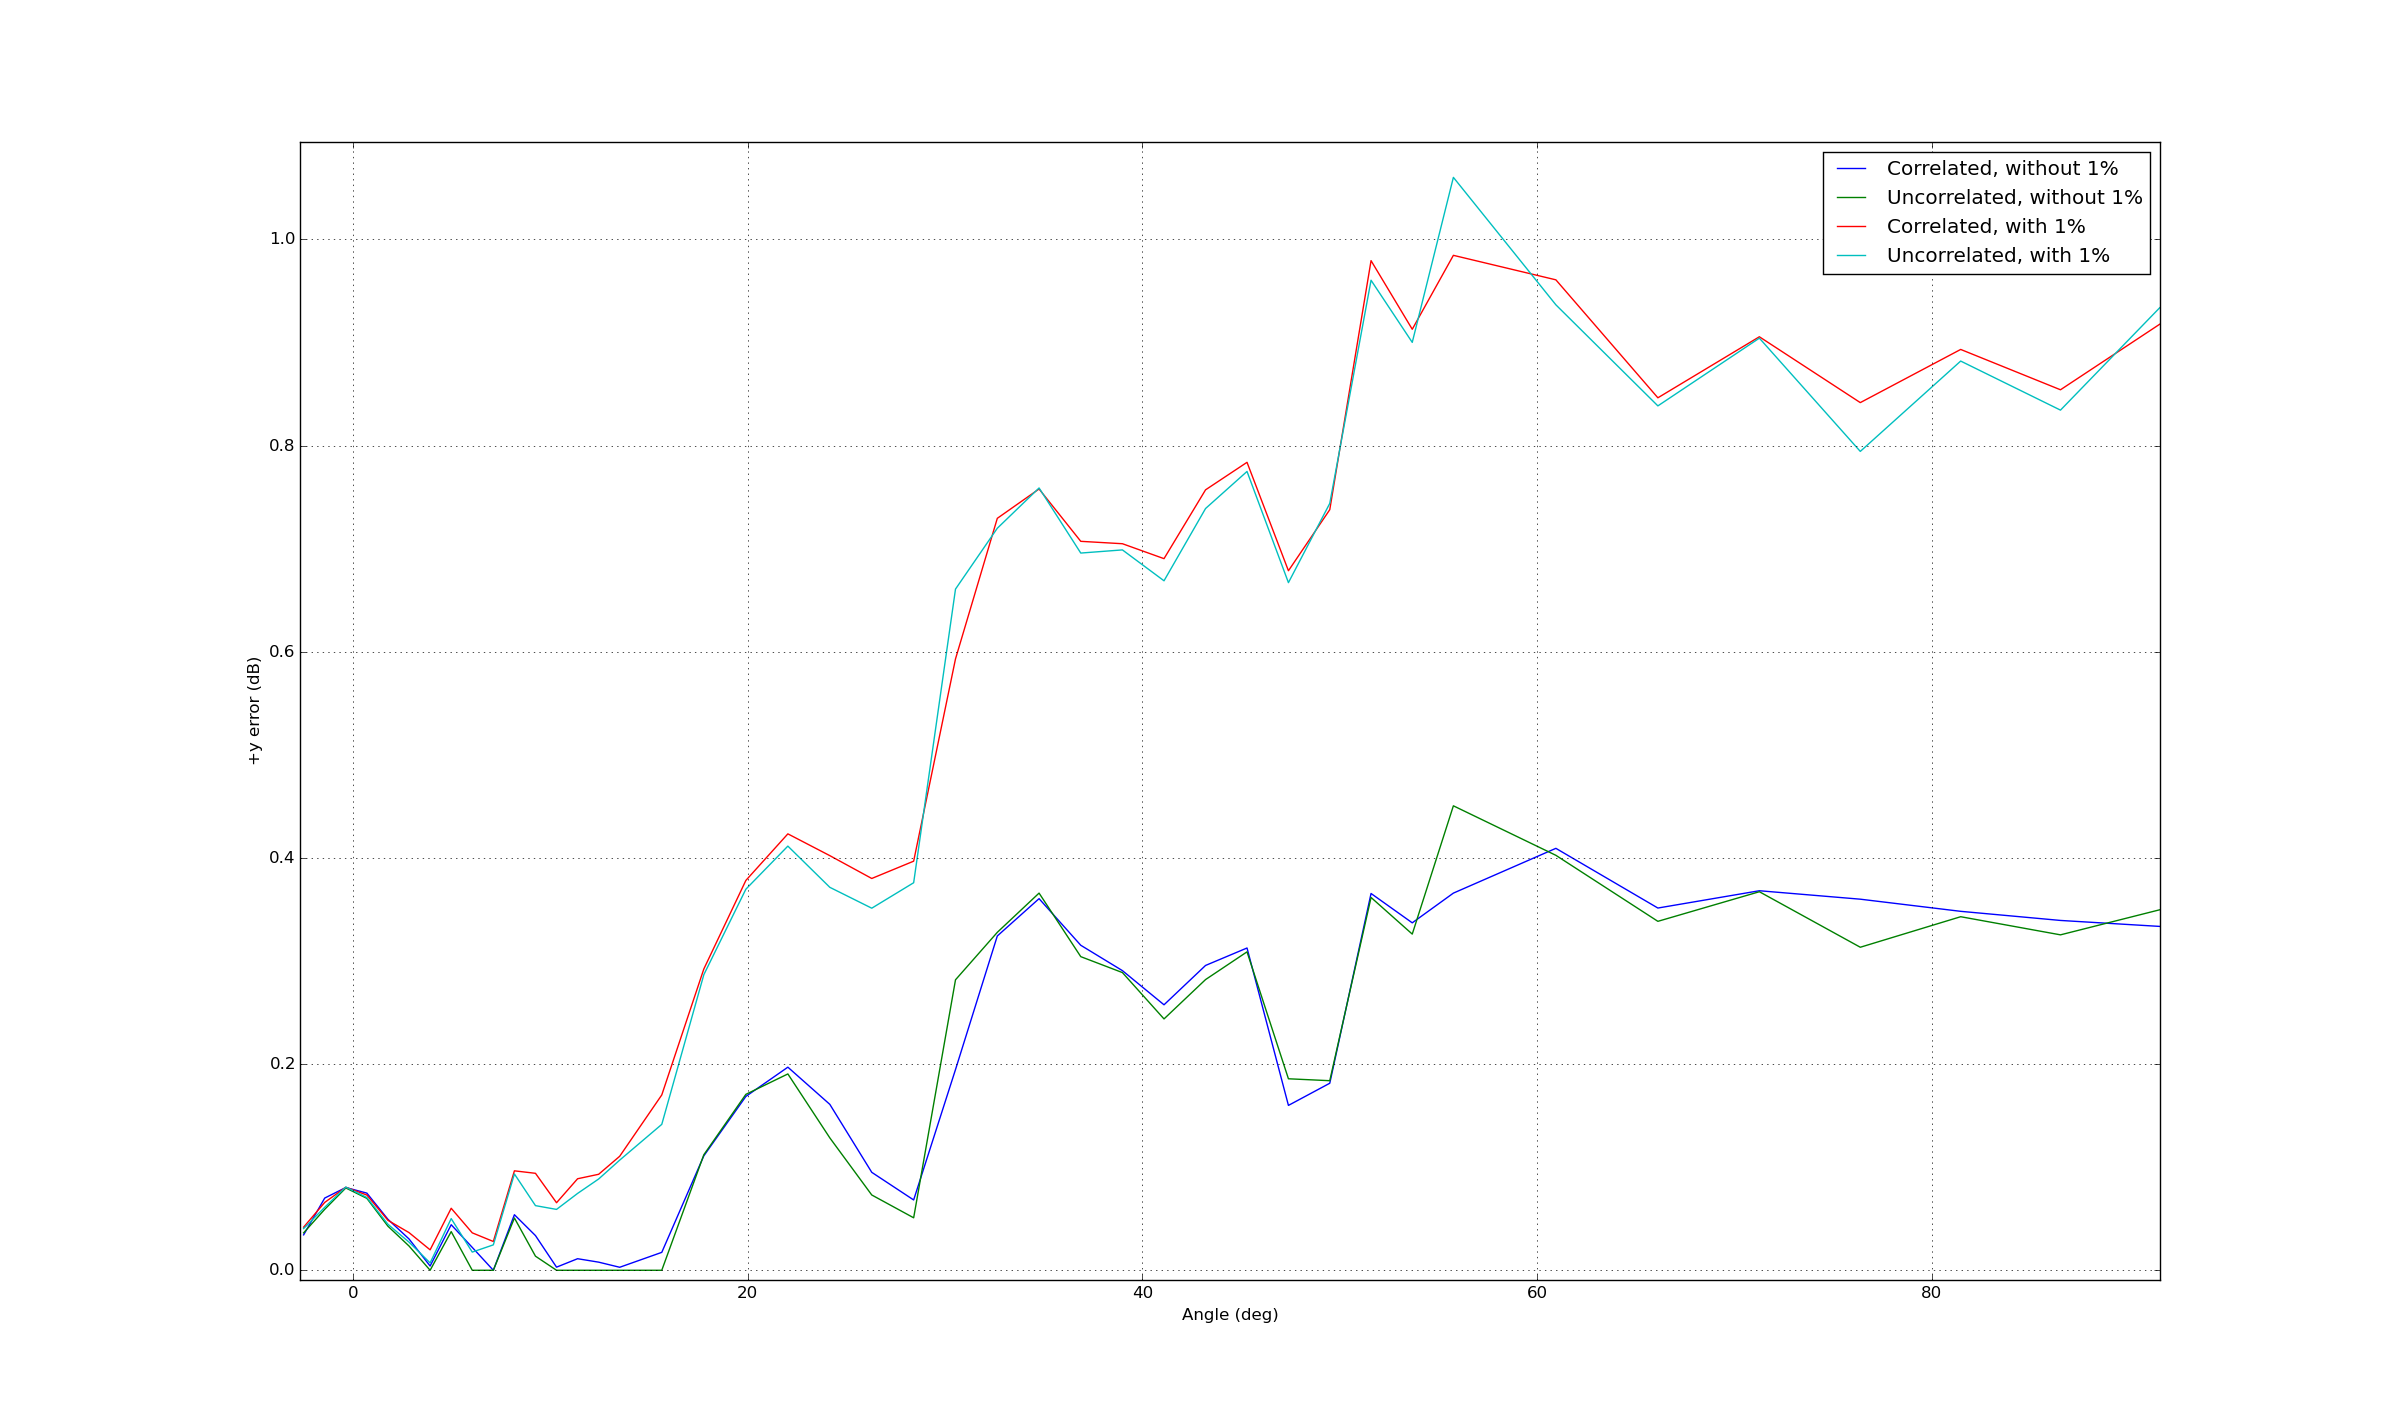 Correlated, without 1%
Uncorrelated, without 1%
Correlated, with 1%
Uncorrelated, with 1%
1.0
0.8
0.6
0.4
0.2
0.0
+y error (dB)
0 20 40 60 80
Angle (deg)